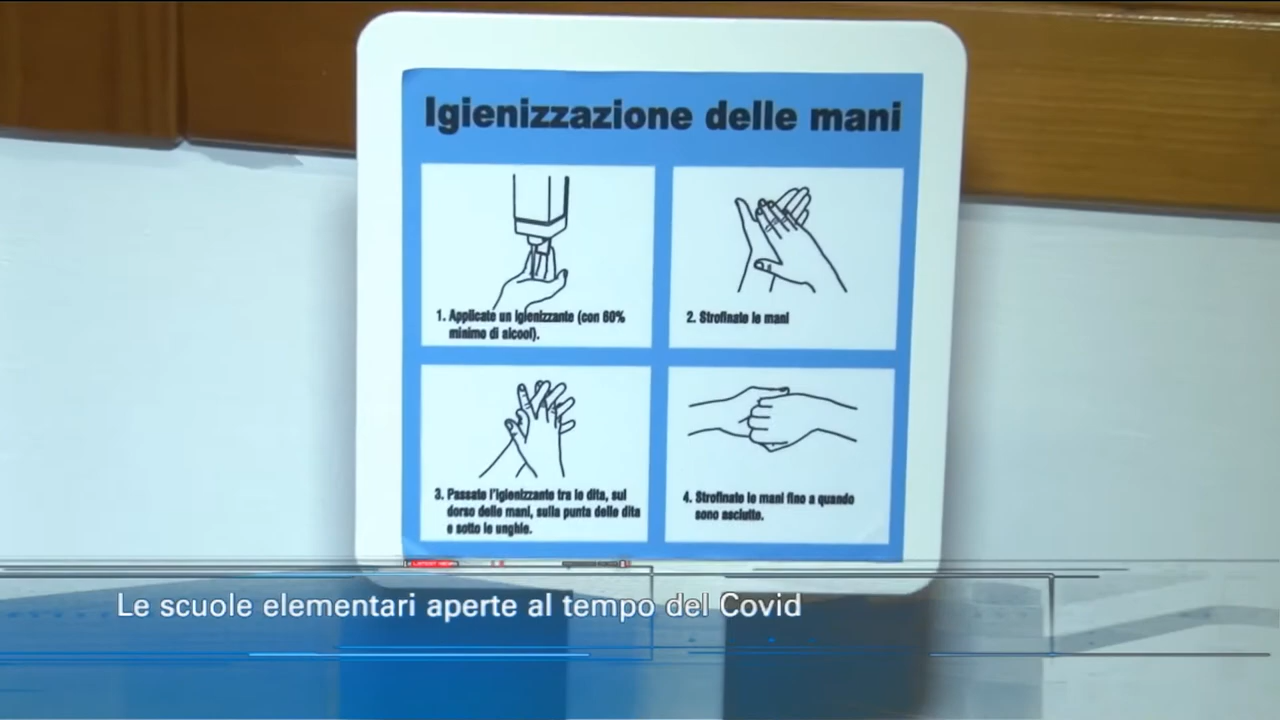 Igienizzazione delle mani
1. Applicate un igienizzante (con 60%
minimo di alcool).
2. Strofinate le mani
3. Passate l'igienizzante tra le dita, sul
dorso delle mani, sulla punta delle dita
e sotto le unghie.
4. Strofinate le mani fino a quando
sono asciutte.
Le scuole elementari aperte al tempo del Covid